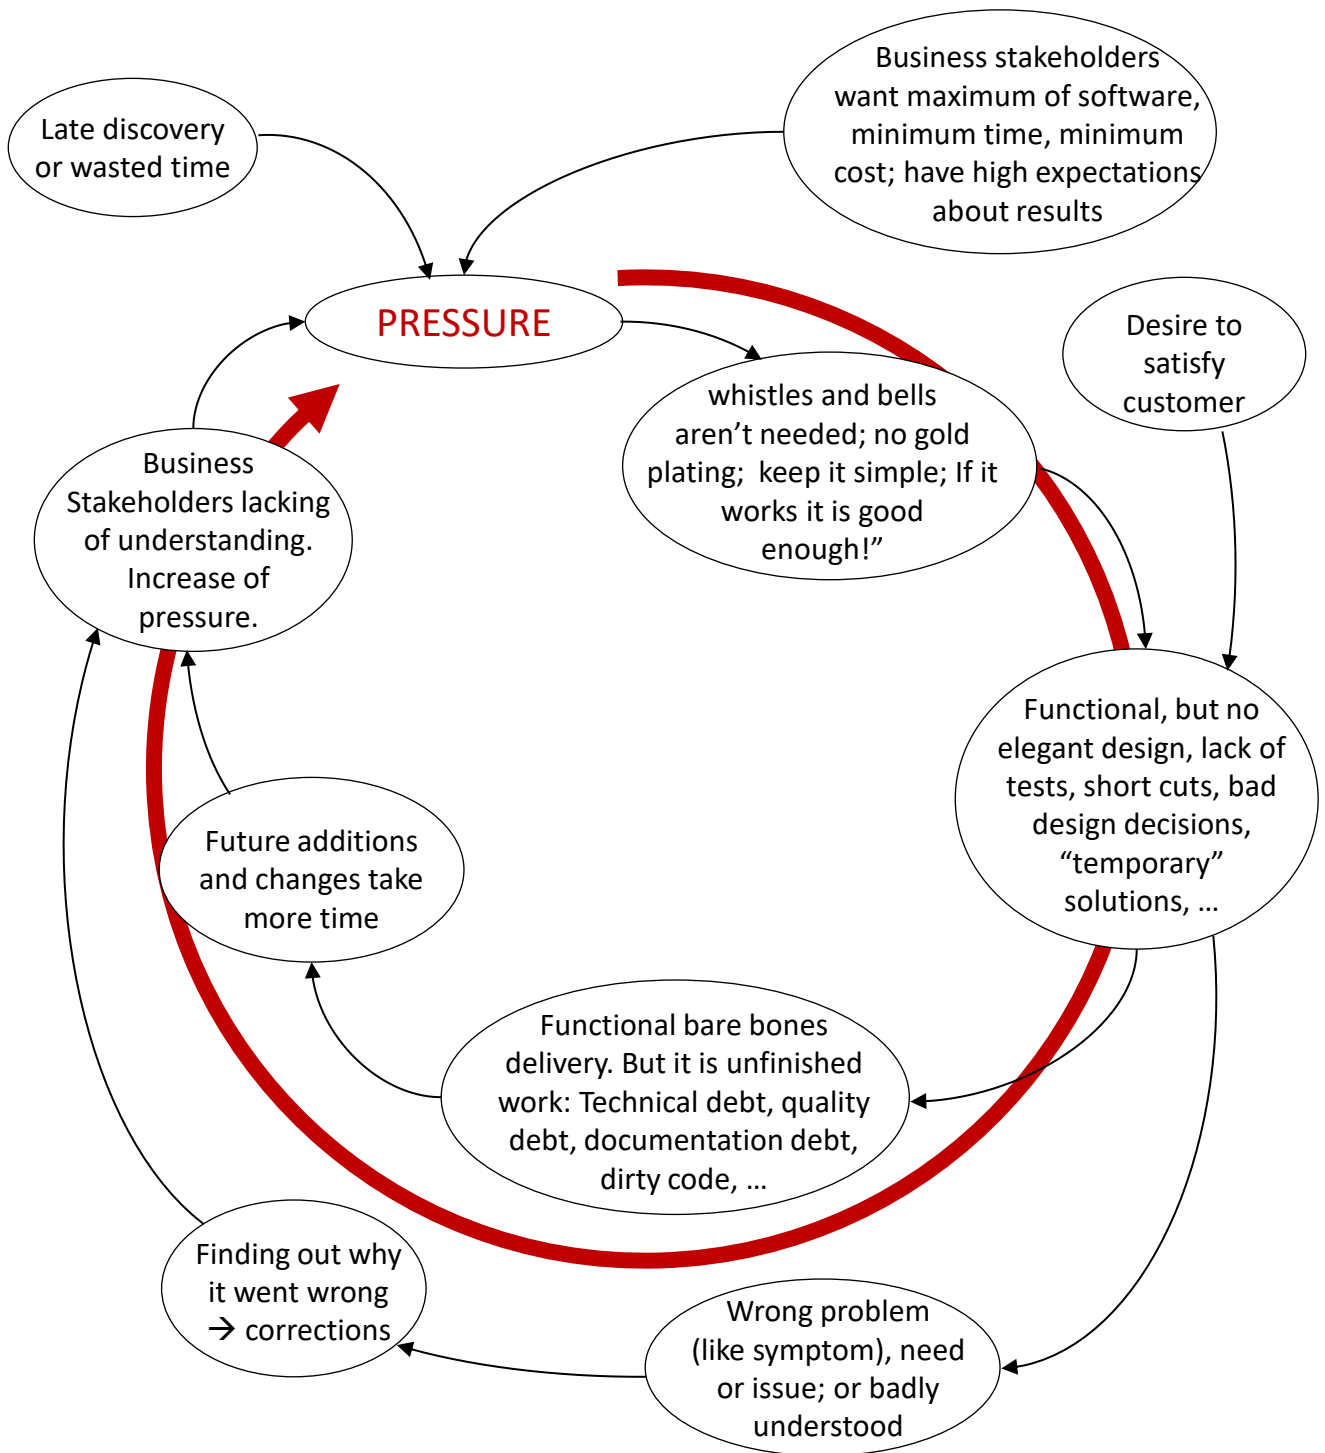 Business stakeholders
want maximum of software,
minimum time, minimum
cost; have high expectations
about results
Late discovery
or wasted time
PRESSURE
Desire to
satisfy
customer
whistles and bells
aren’t needed; no gold
plating;  keep it simple; If it
works it is good
enough!”
Business
Stakeholders lacking
of understanding.
Increase of
pressure.
Functional, but no
elegant design, lack of
tests, short cuts, bad
design decisions,
“temporary”
solutions, …
Future additions
and changes take
more time
Functional bare bones
delivery. But it is unfinished
work: Technical debt, quality
debt, documentation debt,
dirty code, …
Finding out why
it went wrong
→ corrections
Wrong problem
(like symptom), need
or issue; or badly
understood